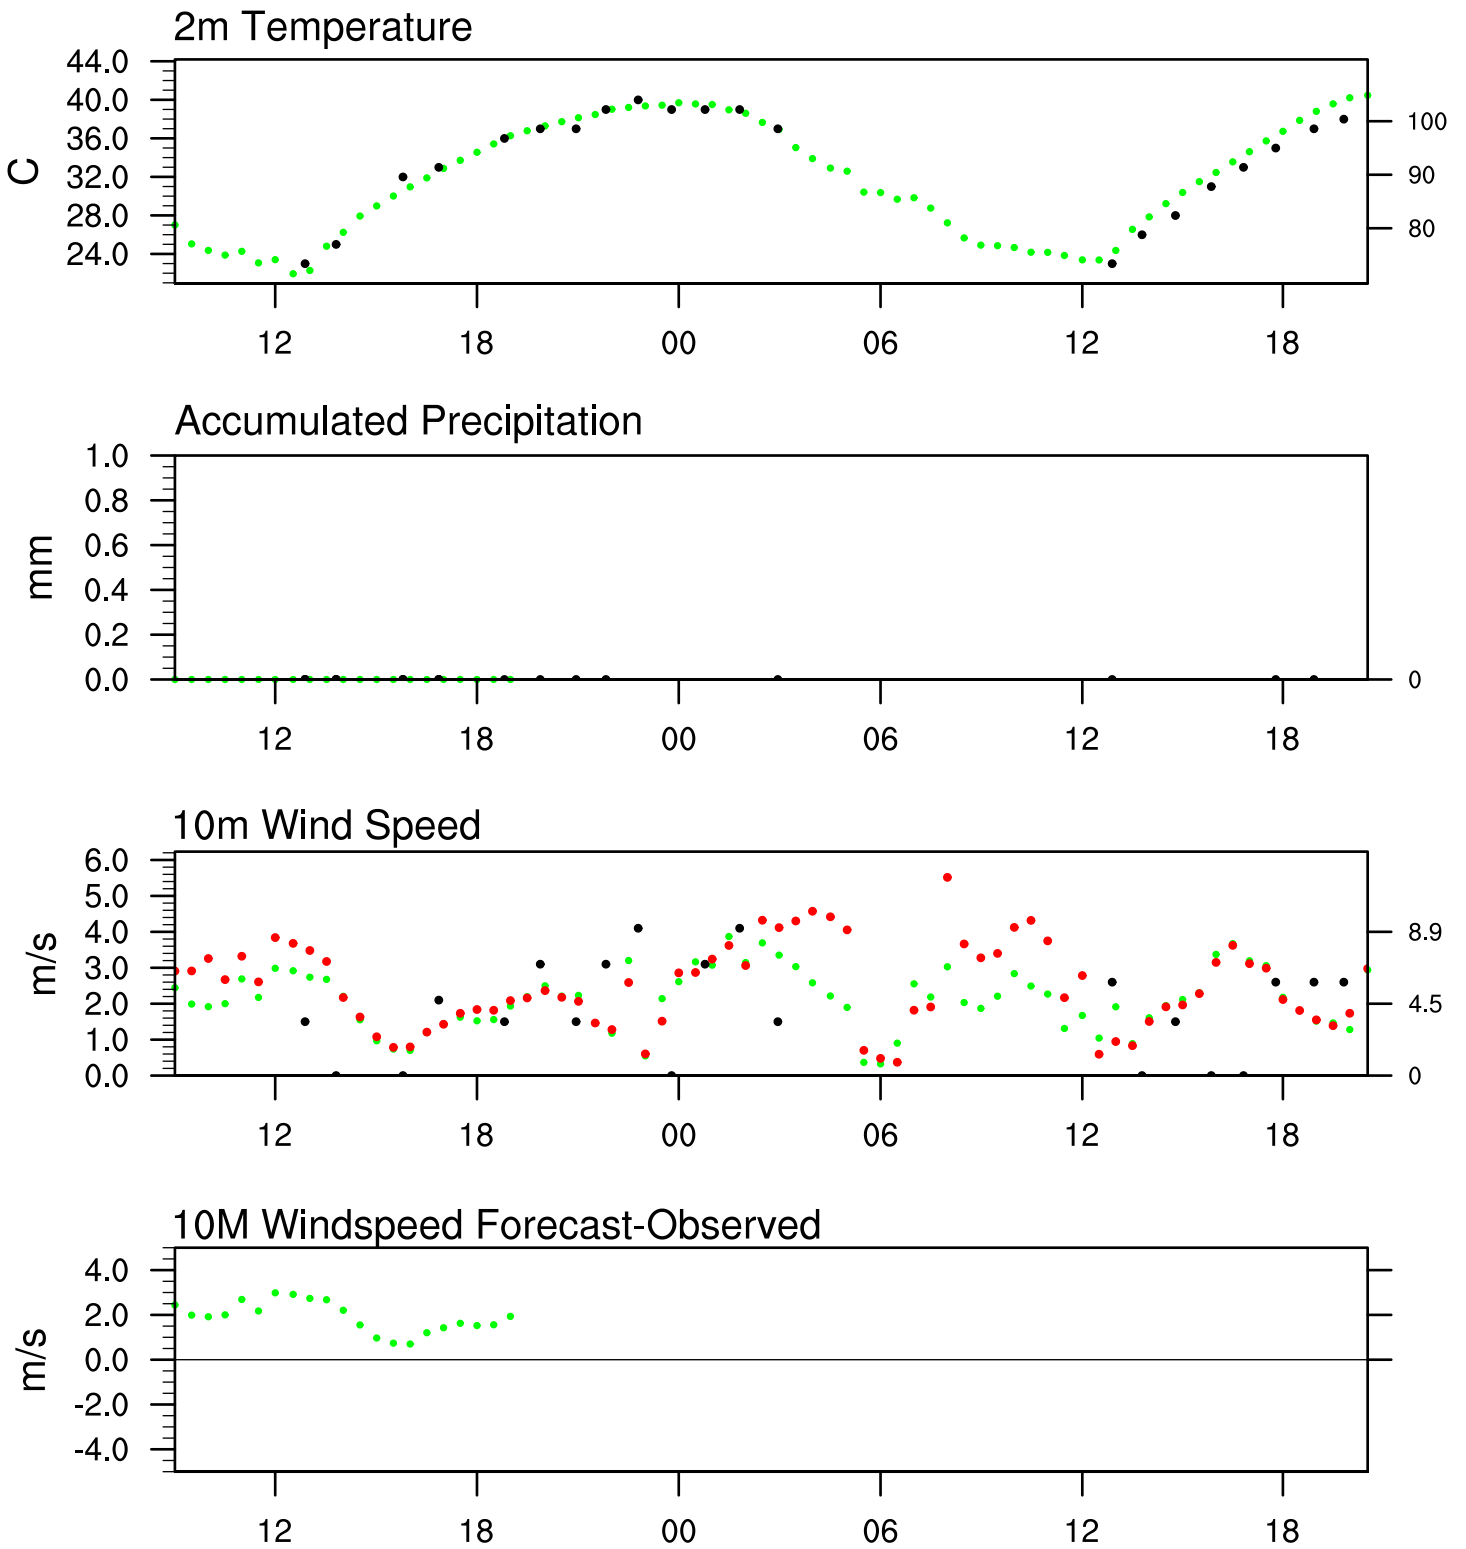 2m Temperature
44.0
40.0
36.0
32.0
28.0
24.0
C
100
90
80
12 18 00 06 12 18
Accumulated Precipitation
1.0
0.8
0.6
0.4
0.2
0.0
mm
0
12 18 00 06 12 18
10m Wind Speed
6.0
5.0
4.0
3.0
2.0
1.0
0.0
m/s
8.9
4.5
0
12 18 00 06 12 18
10M Windspeed Forecast-Observed
4.0
2.0
0.0
-2.0
-4.0
m/s
12 18 00 06 12 18